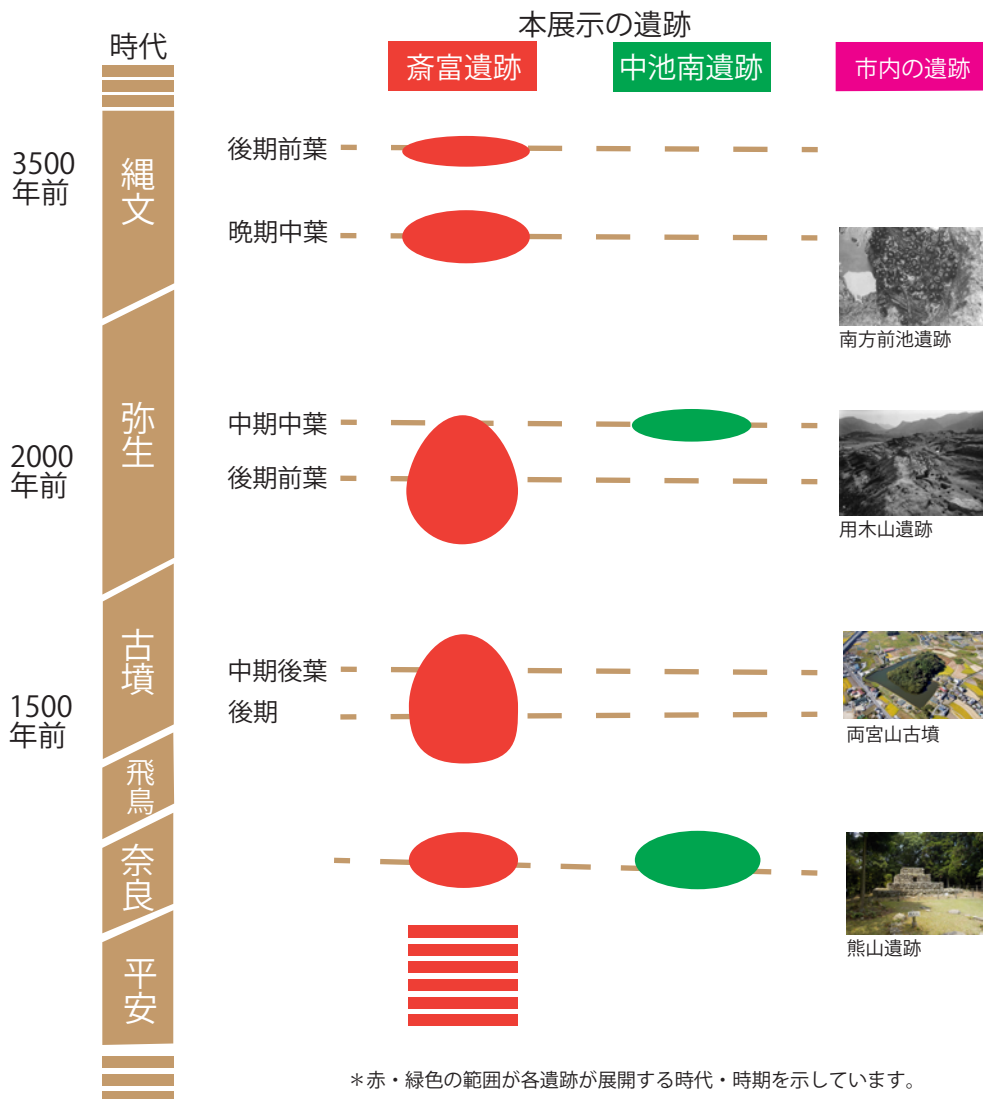 本展示の遺跡
時代
斎富遺跡
中池南遺跡
市内の遺跡
3500
年前
縄文
後期前葉
晩期中葉
南方前池遺跡
2000
年前
弥生
中期中葉
後期前葉
用木山遺跡
1500
年前
古墳
中期後葉
後期
両宮山古墳
飛鳥
奈良
熊山遺跡
平安
＊赤・緑色の範囲が各遺跡が展開する時代・時期を示しています。